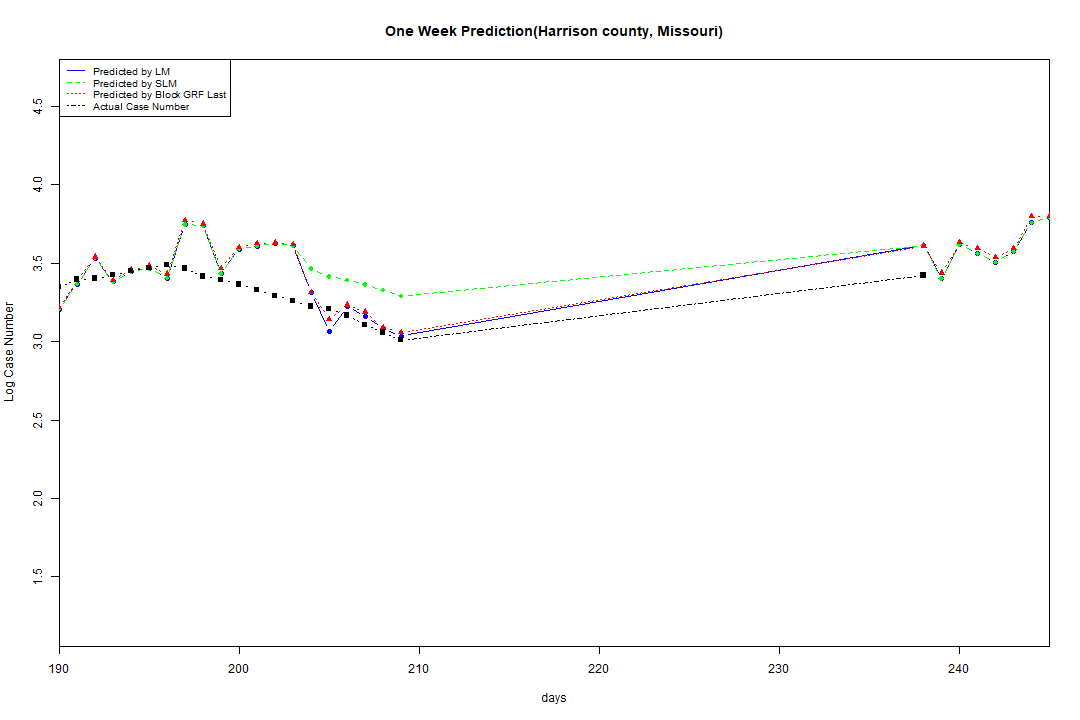 One Week Prediction(Harrison county, Missouri)
Predicted by LM
Predicted by SLM
Predicted by Block GRF Last
Actual Case Number
4.5
4.0
3.5
3.0
2.5
2.0
1.5
Log Case Number
190 200 210 220 230 240
days